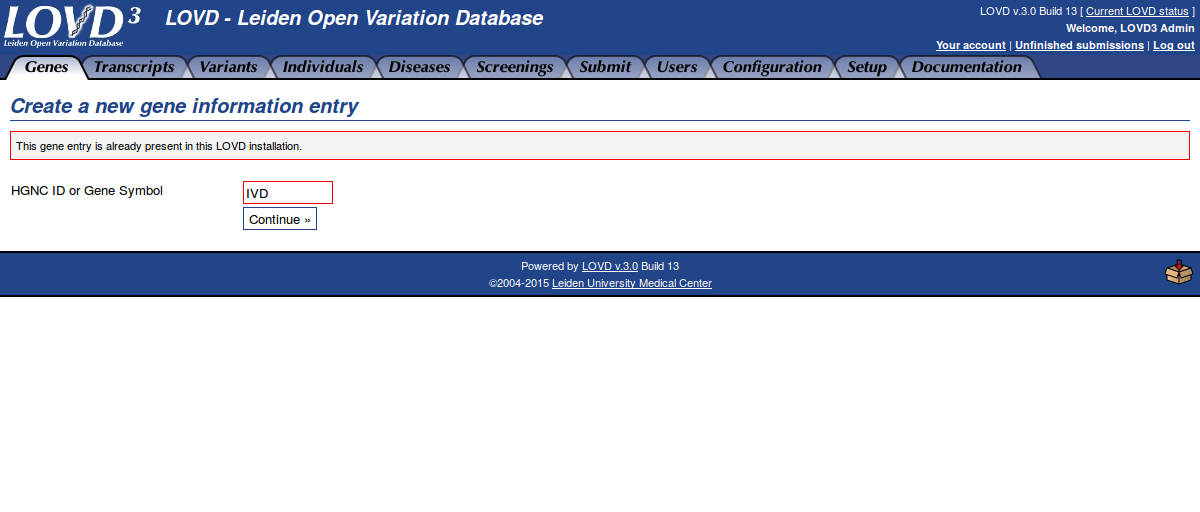 LOVD 3
Leiden Open Variation Database
LOVD - Leiden Open Variation Database
LOVD v.3.0 Build 13 [ Current LOVD status ]
Welcome, LOVD3 Admin
Your account | Unfinished submissions | Log out
Genes Transcripts Variants Individuals Diseases Screenings Submit Users Configuration Setup Documentation
Create a new gene information entry
This gene entry is already present in this LOVD installation.
HGNC ID or Gene Symbol IVD
Continue »
Powered by LOVD v.3.0 Build 13
©2004-2015 Leiden University Medical Center